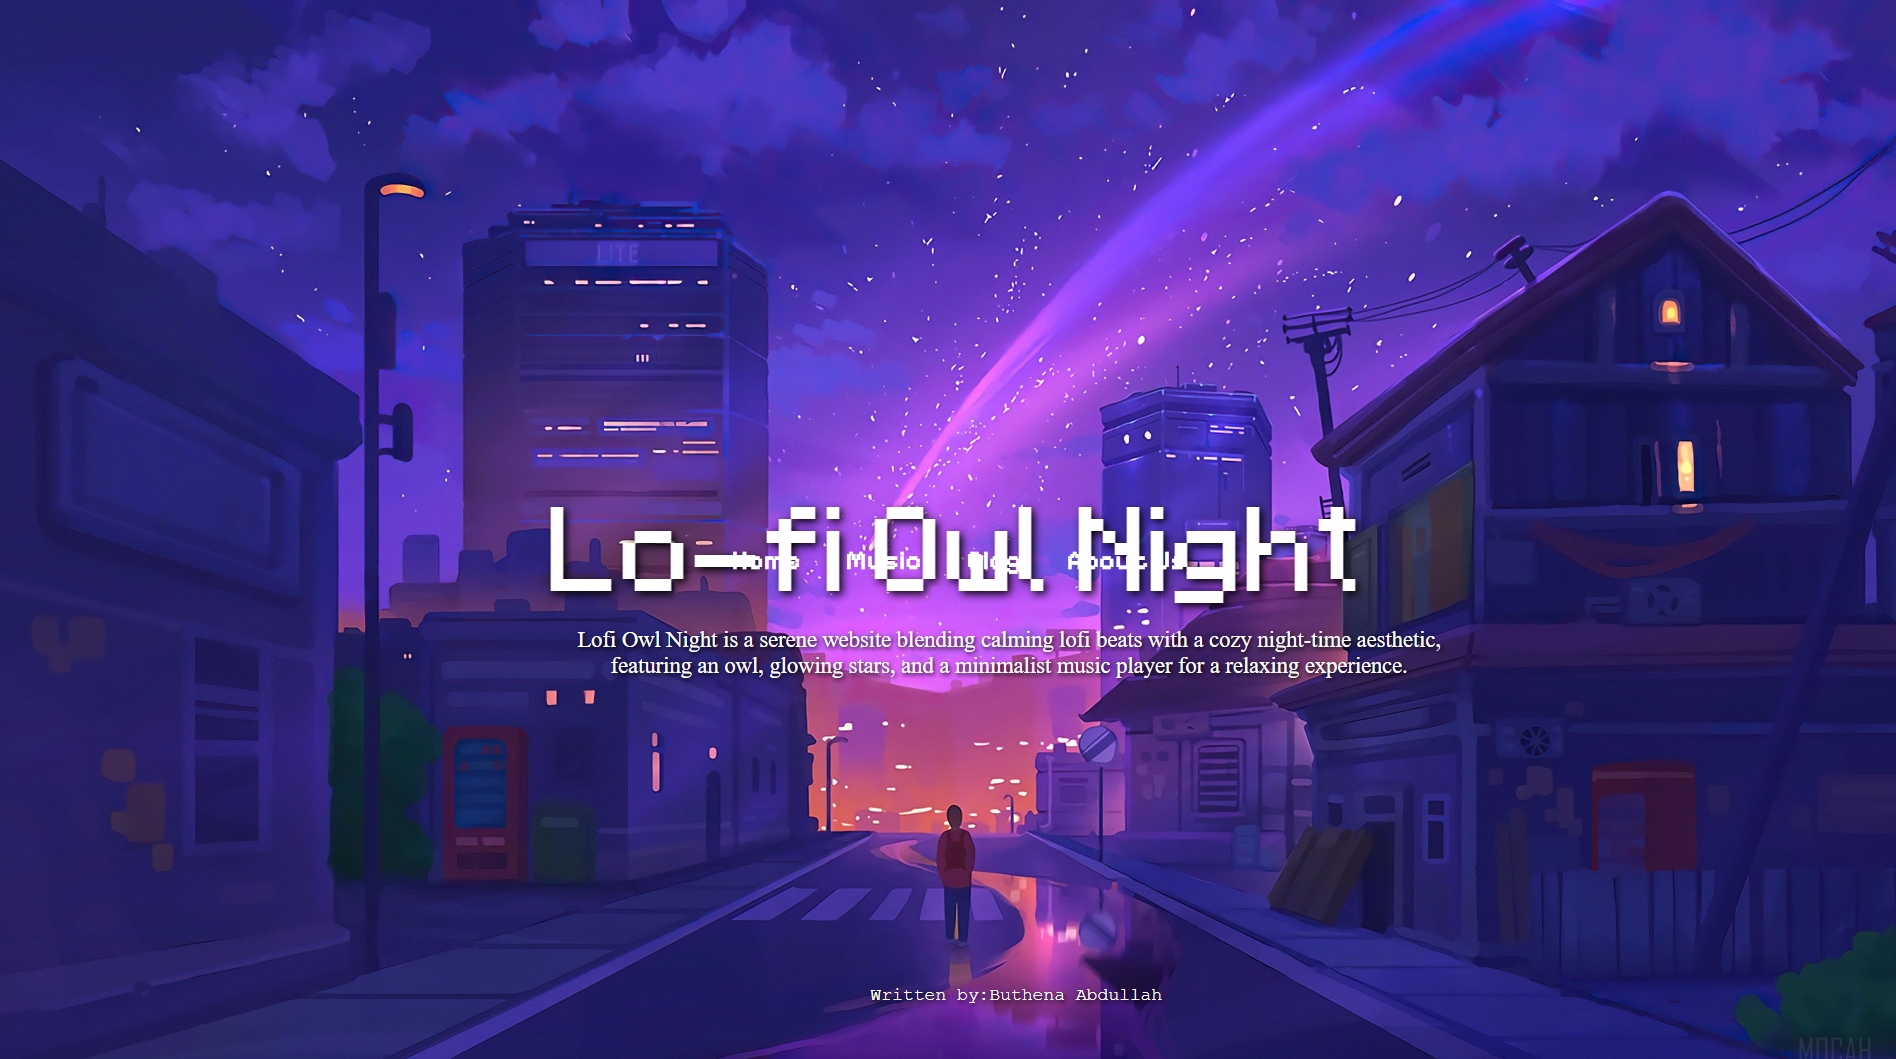 LITE
Lo-fi Owl Night
Home Music Blog About Us
Lofi Owl Night is a serene website blending calming lofi beats with a cozy night-time aesthetic,
featuring an owl, glowing stars, and a minimalist music player for a relaxing experience.
Written by:Buthena Abdullah
MOCAH